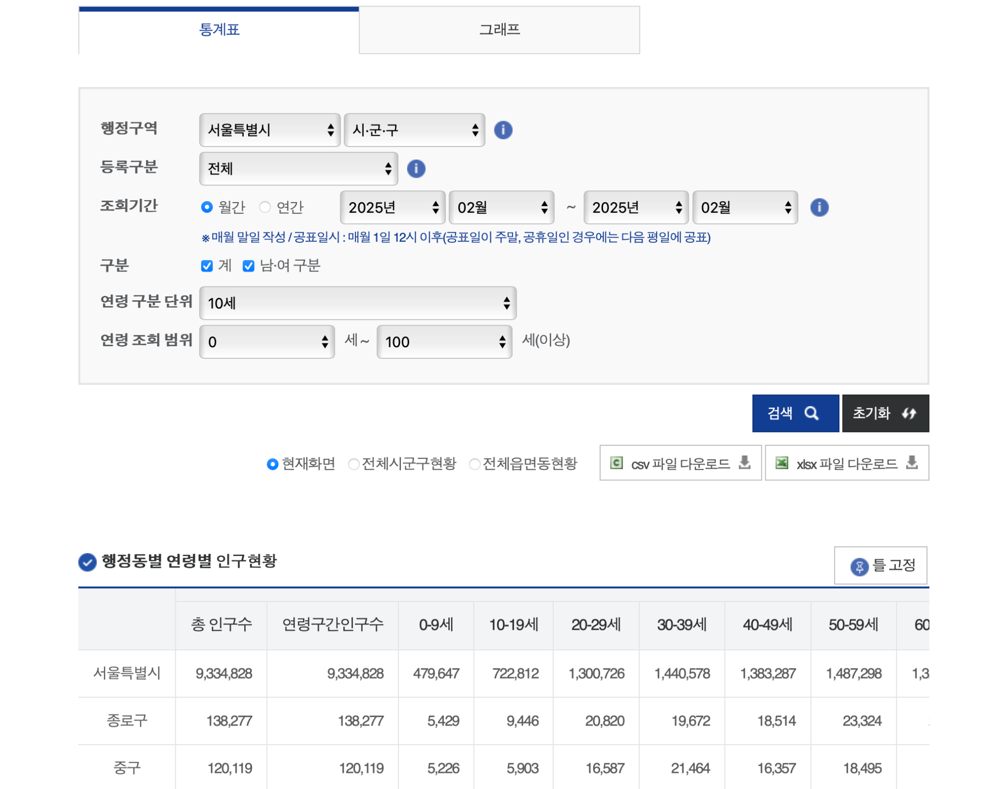 통계표 그래프
행정구역 서울특별시 시·군·구
등록구분 전체
조회기간 월간 연간 2025년 02월 ~ 2025년 02월
※ 매월 말일 작성 / 공표일시 : 매월 1일 12시 이후(공표일이 주말, 공휴일인 경우에는 다음 평일에 공표)
구분 계 남·여 구분
연령 구분 단위 10세
연령 조회 범위 0 세 ~ 100 세(이상)
검색 초기화
현재화면 전체시군구현황 전체읍면동현황 csv 파일 다운로드 xlsx 파일 다운로드
행정동별 연령별 인구현황 틀 고정
총 인구수 연령구간인구수 0-9세 10-19세 20-29세 30-39세 40-49세 50-59세 60
서울특별시 9,334,828 9,334,828 479,647 722,812 1,300,726 1,440,578 1,383,287 1,487,298 1,3
종로구 138,277 138,277 5,429 9,446 20,820 19,672 18,514 23,324
중구 120,119 120,119 5,226 5,903 16,587 21,464 16,357 18,495